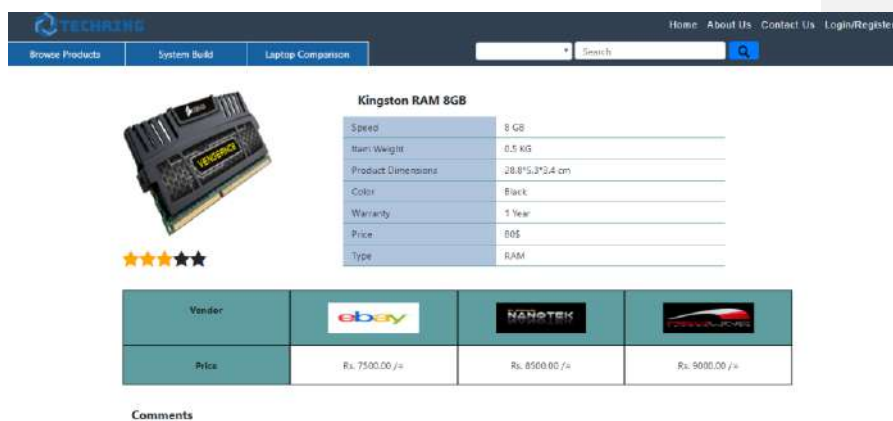 TECHRING
Home About Us Contact Us Login/Register
Browse Products System Build Laptop Comparison Search
Kingston RAM 8GB
VENGEANCE
Speed 8 GB
Item Weight 0.5 KG
Product Dimensions 28.8*5.3*3.4 cm
Color Black
Warranty 1 Year
Price 80$
Type RAM
Vendor ebay NANOTEK
Price Rs. 7500.00 /= Rs. 8500.00 /= Rs. 9000.00 /=
Comments